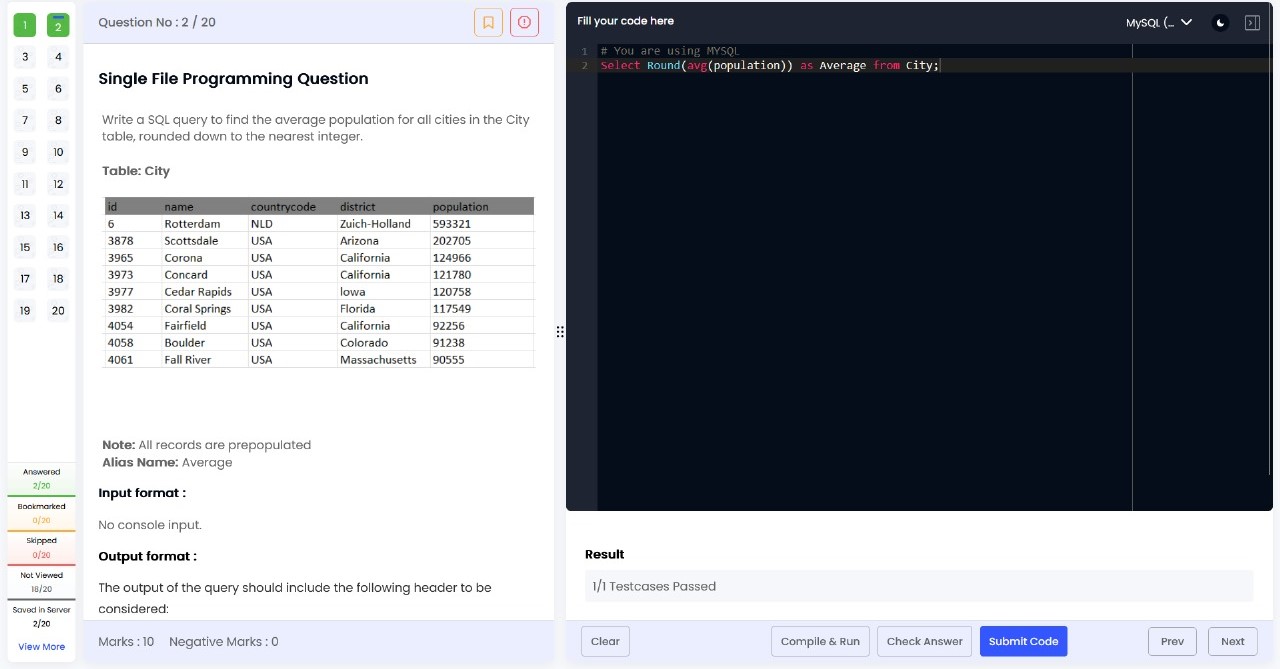 1
2
3
4
5
6
7
8
9
10
11
12
13
14
15
16
17
18
19
20
Answered
2/20
Bookmarked
0/20
Skipped
0/20
Not Viewed
18/20
Saved in Server
2/20
View More
Question No : 2 / 20
Single File Programming Question
Write a SQL query to find the average population for all cities in the City
table, rounded down to the nearest integer.
Table: City
id name countrycode district population
6 Rotterdam NLD Zuich-Holland 593321
3878 Scottsdale USA Arizona 202705
3965 Corona USA California 124966
3973 Concard USA California 121780
3977 Cedar Rapids USA Iowa 120758
3982 Coral Springs USA Florida 117549
4054 Fairfield USA California 92256
4058 Boulder USA Colorado 91238
4061 Fall River USA Massachusetts 90555
Note: All records are prepopulated
Alias Name: Average
Input format :
No console input.
Output format :
The output of the query should include the following header to be
considered:
Marks : 10 Negative Marks : 0
Fill your code here
MySQL (...
1 # You are using MYSQL
2 Select Round(avg(population)) as Average from City;
Result
1/1 Testcases Passed
Clear Compile & Run Check Answer Submit Code Prev Next